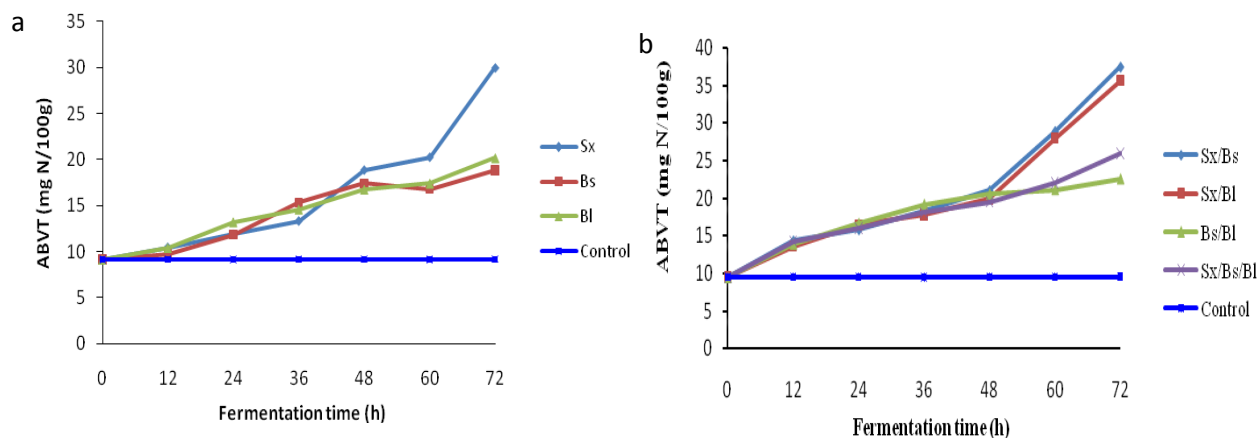 a
ABVT (mg N/100g)
35
30
25
20
15
10
5
0
0 12 24 36 48 60 72
Fermentation time (h)
Sx
Bs
Bl
Control
b
ABVT (mg N/100g)
40
35
30
25
20
15
10
5
0
0 12 24 36 48 60 72
Fermentation time (h)
Sx/Bs
Sx/Bl
Bs/Bl
Sx/Bs/Bl
Control